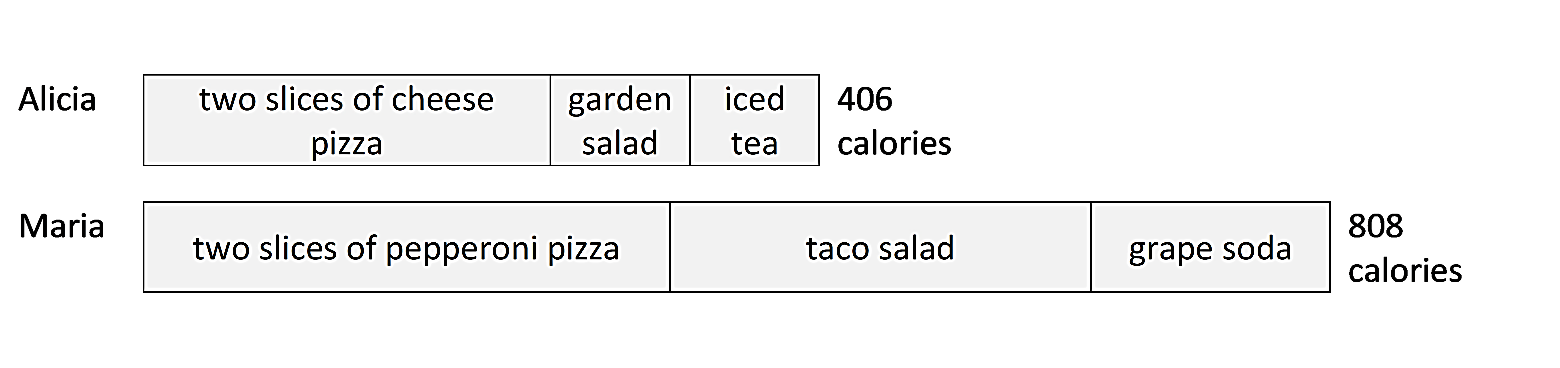 Alicia
two slices of cheese
pizza
garden
salad
iced
tea
406
calories
Maria
two slices of pepperoni pizza
taco salad
grape soda
808
calories